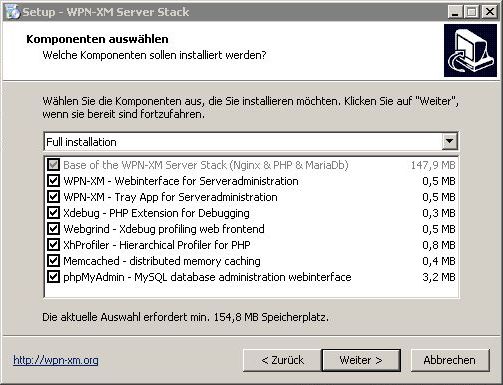 Setup - WPN-XM Server Stack
Komponenten auswählen
Welche Komponenten sollen installiert werden?
Wählen Sie die Komponenten aus, die Sie installieren möchten. Klicken Sie auf "Weiter",
wenn sie bereit sind fortzufahren.
Full installation
Base of the WPN-XM Server Stack (Nginx & PHP & MariaDb) 147,9 MB
WPN-XM - Webinterface for Serveradministration 0,5 MB
WPN-XM - Tray App for Serveradministration 0,5 MB
Xdebug - PHP Extension for Debugging 0,3 MB
Webgrind - Xdebug profiling web frontend 0,5 MB
XhProfiler - Hierarchical Profiler for PHP 0,8 MB
Memcached - distributed memory caching 0,4 MB
phpMyAdmin - MySQL database administration webinterface 3,2 MB
Die aktuelle Auswahl erfordert min. 154,8 MB Speicherplatz.
http://wpn-xm.org < Zurück Weiter > Abbrechen